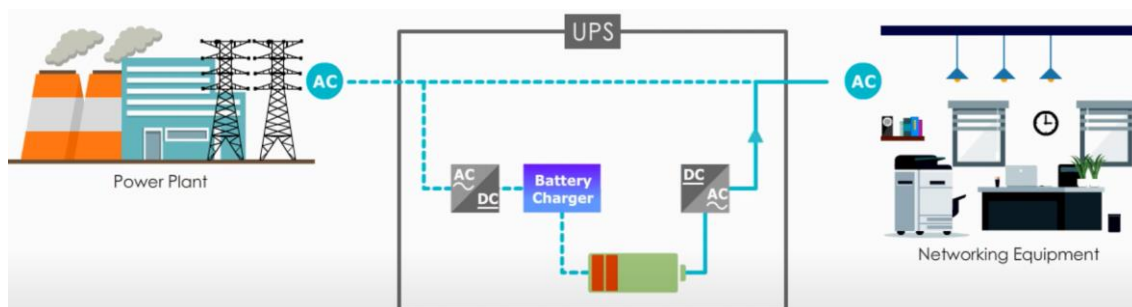 UPS
AC
AC
Power Plant
AC
DC
Battery
Charger
DC
AC
Networking Equipment